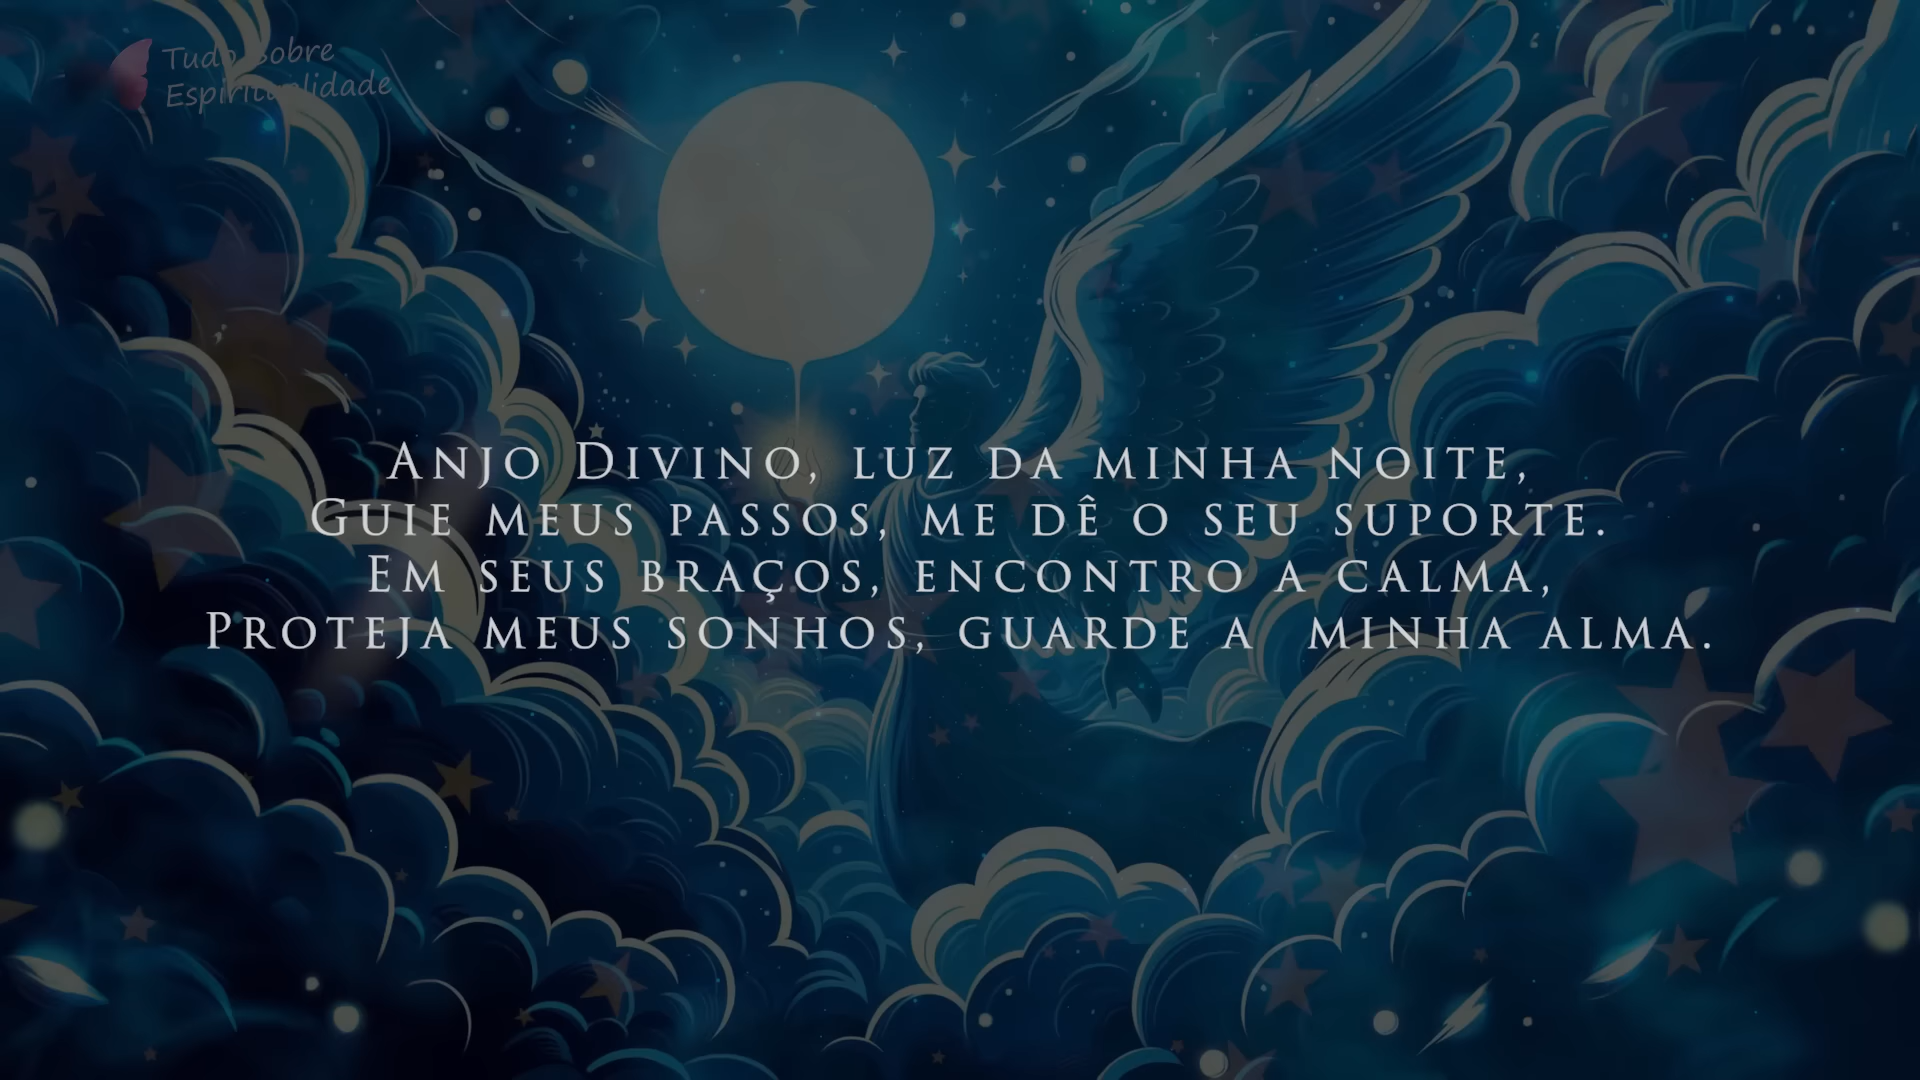 Tudo Sobre
Espiritualidade
Anjo Divino, luz da minha noite,
Guie meus passos, me dê o seu suporte.
Em seus braços, encontro a calma,
Proteja meus sonhos, guarde a minha alma.